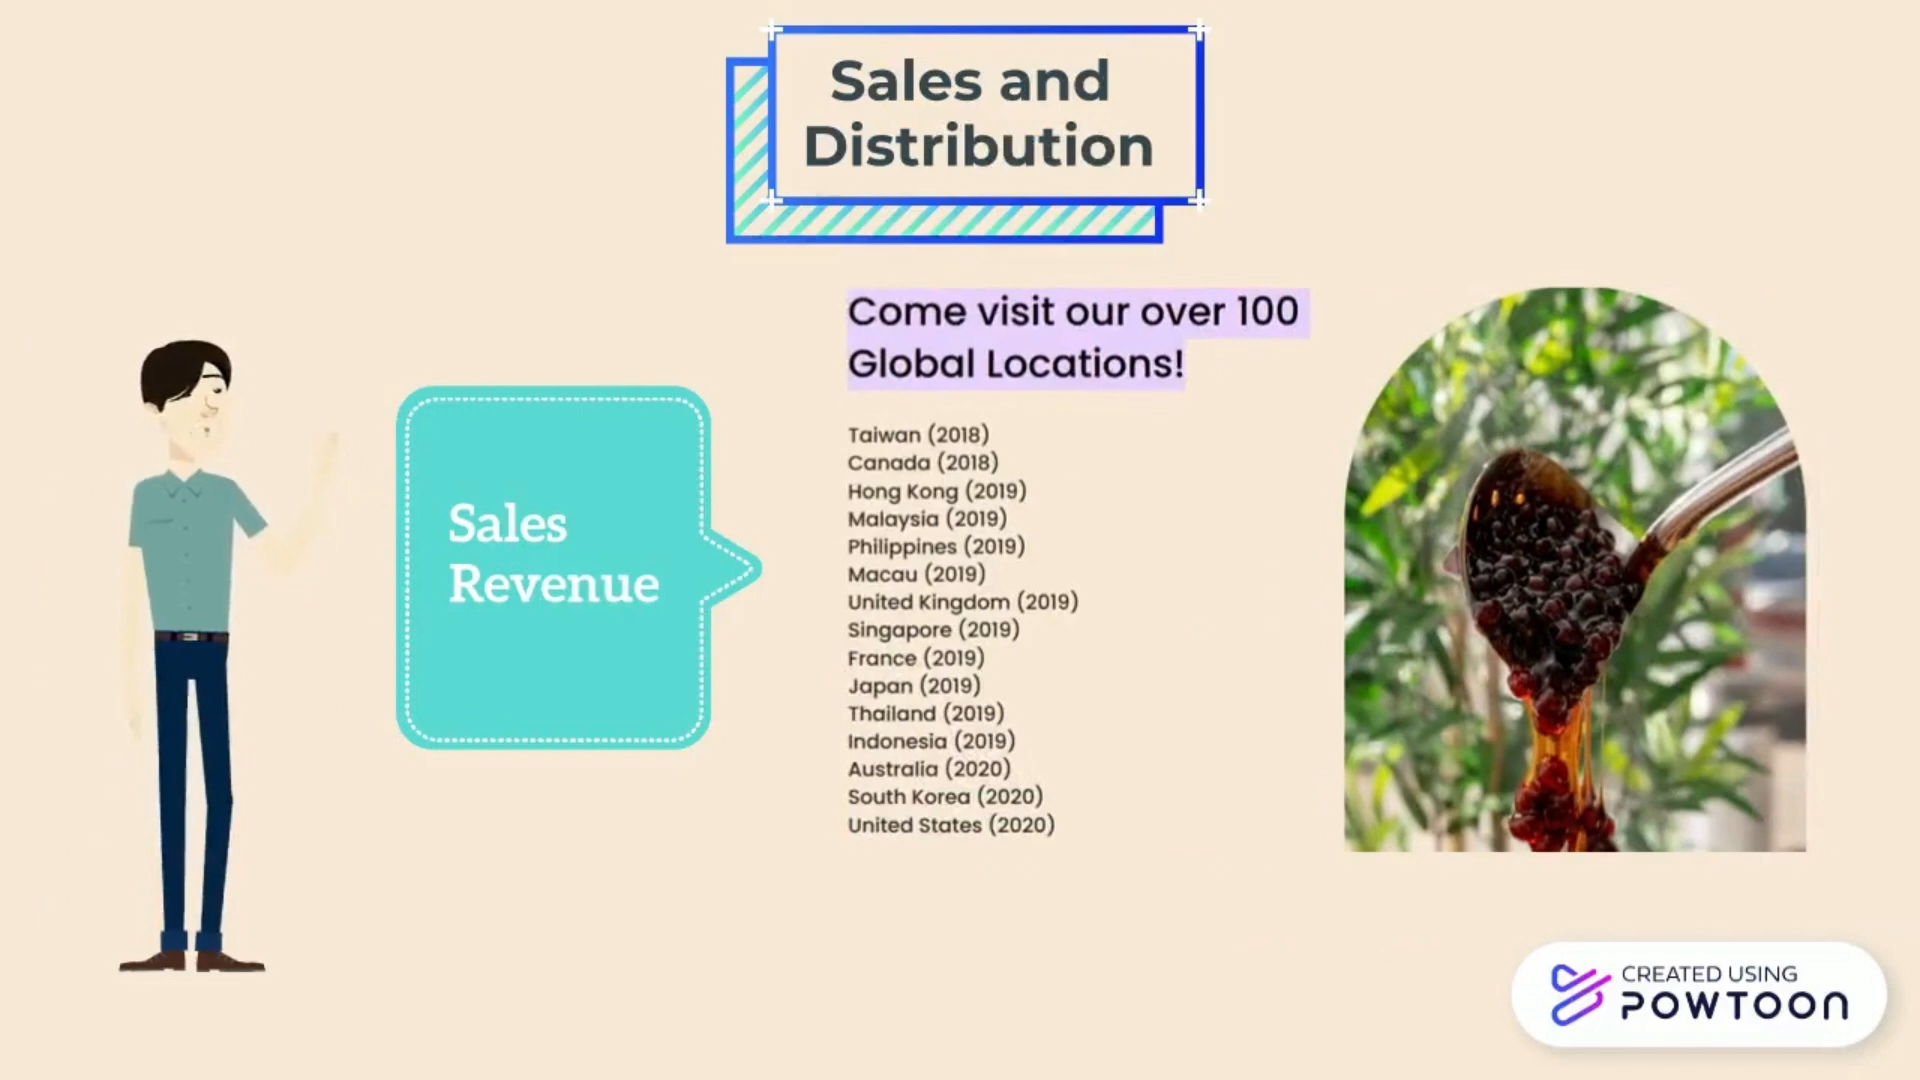 Sales and
Distribution
Come visit our over 100
Global Locations!
Sales
Revenue
Taiwan (2018)
Canada (2018)
Hong Kong (2019)
Malaysia (2019)
Philippines (2019)
Macau (2019)
United Kingdom (2019)
Singapore (2019)
France (2019)
Japan (2019)
Thailand (2019)
Indonesia (2019)
Australia (2020)
South Korea (2020)
United States (2020)
CREATED USING
POWTOON